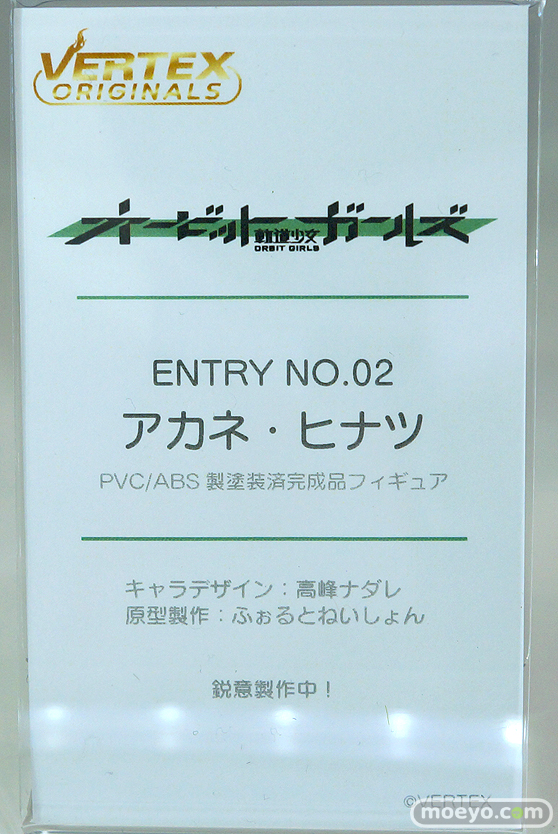 VERTEX
ORIGINALS
オービット ガールズ
軌道少女
ORBIT GIRLS
ENTRY NO.02
アカネ・ヒナツ
PVC/ABS 製塗装済完成品フィギュア
キャラデザイン：高峰ナダレ
原型製作：ふぉるとねいしょん
鋭意製作中！
©VERTEX
moeyo.com